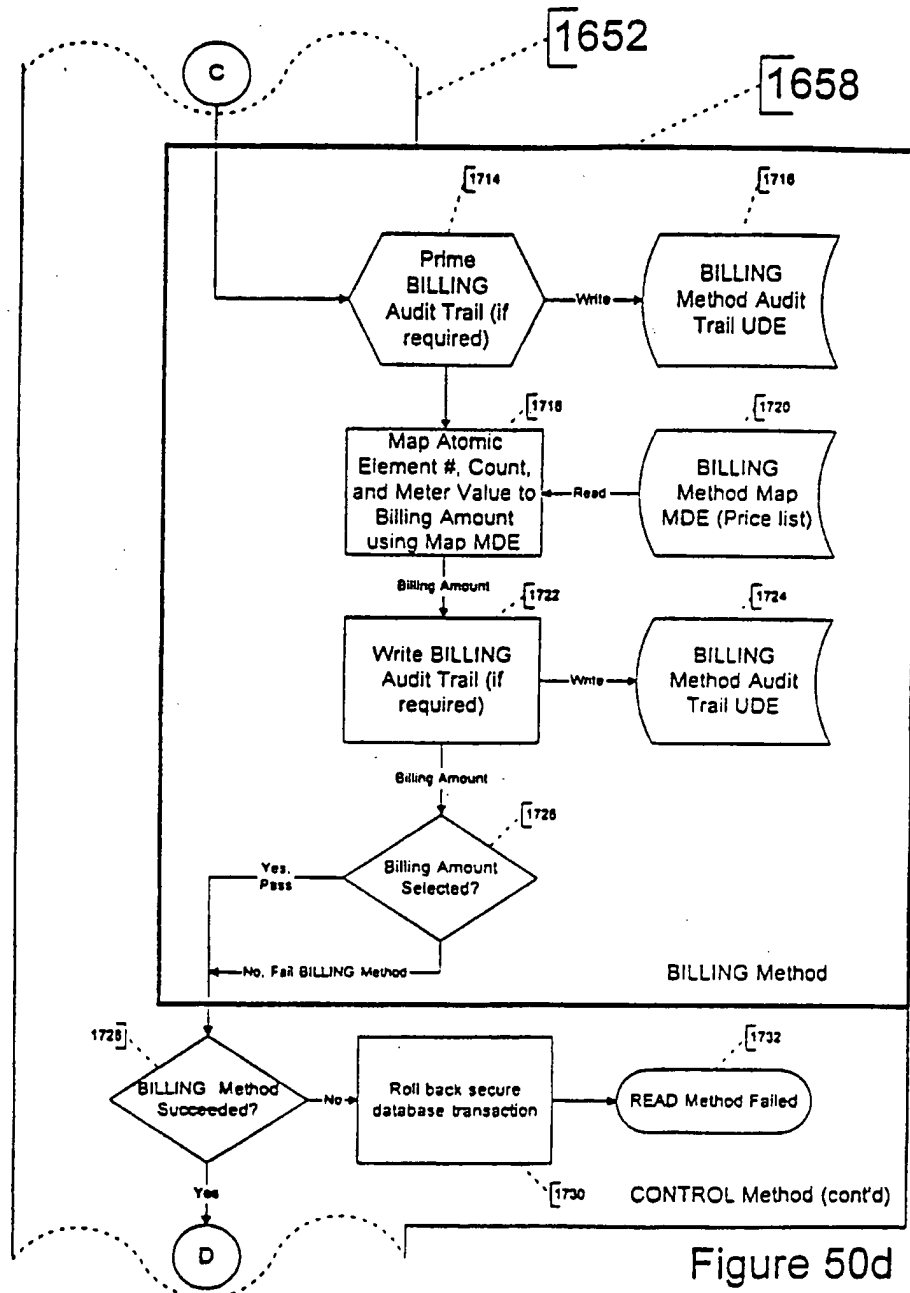 1652
C
1658
1714
1716
Prime
BILLING
Audit Trail (if
required)
Write
BILLING
Method Audit
Trail UDE
1718
1720
Map Atomic
Element #, Count,
and Meter Value to
Billing Amount
using Map MDE
Read
BILLING
Method Map
MDE (Price list)
Billing Amount
1722
1724
Write BILLING
Audit Trail (if
required)
Write
BILLING
Method Audit
Trail UDE
Billing Amount
1726
Yes,
Pass
Billing Amount
Selected?
No, Fail BILLING Method
BILLING Method
1728
1732
BILLING Method
Succeeded?
No
Roll back secure
database transaction
READ Method Failed
Yes
1730
CONTROL Method (cont'd)
D
Figure 50d